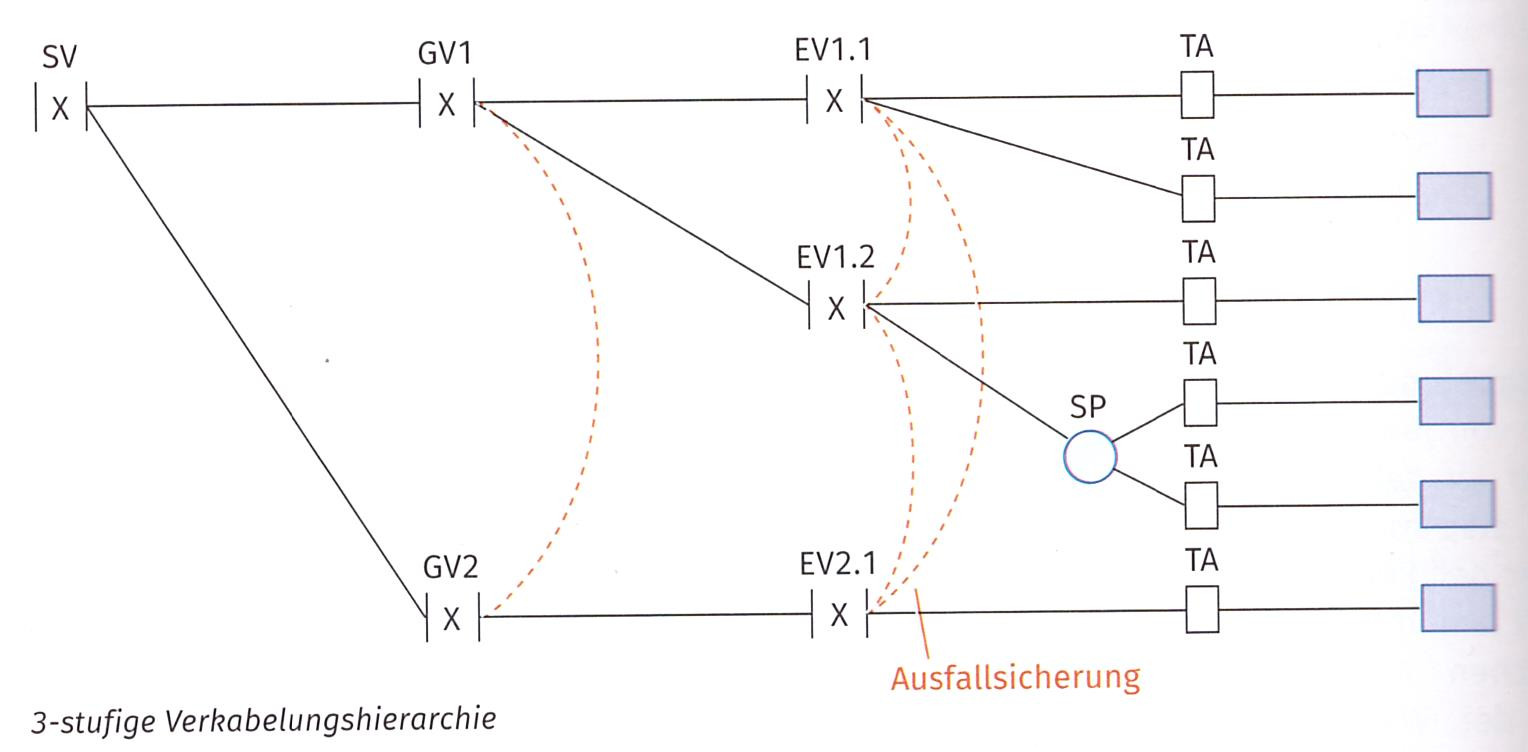 SV
GV1
EV1.1
TA
X
X
X
TA
EV1.2
TA
X
TA
SP
TA
GV2
EV2.1
TA
X
X
Ausfallsicherung
3-stufige Verkabelungshierarchie